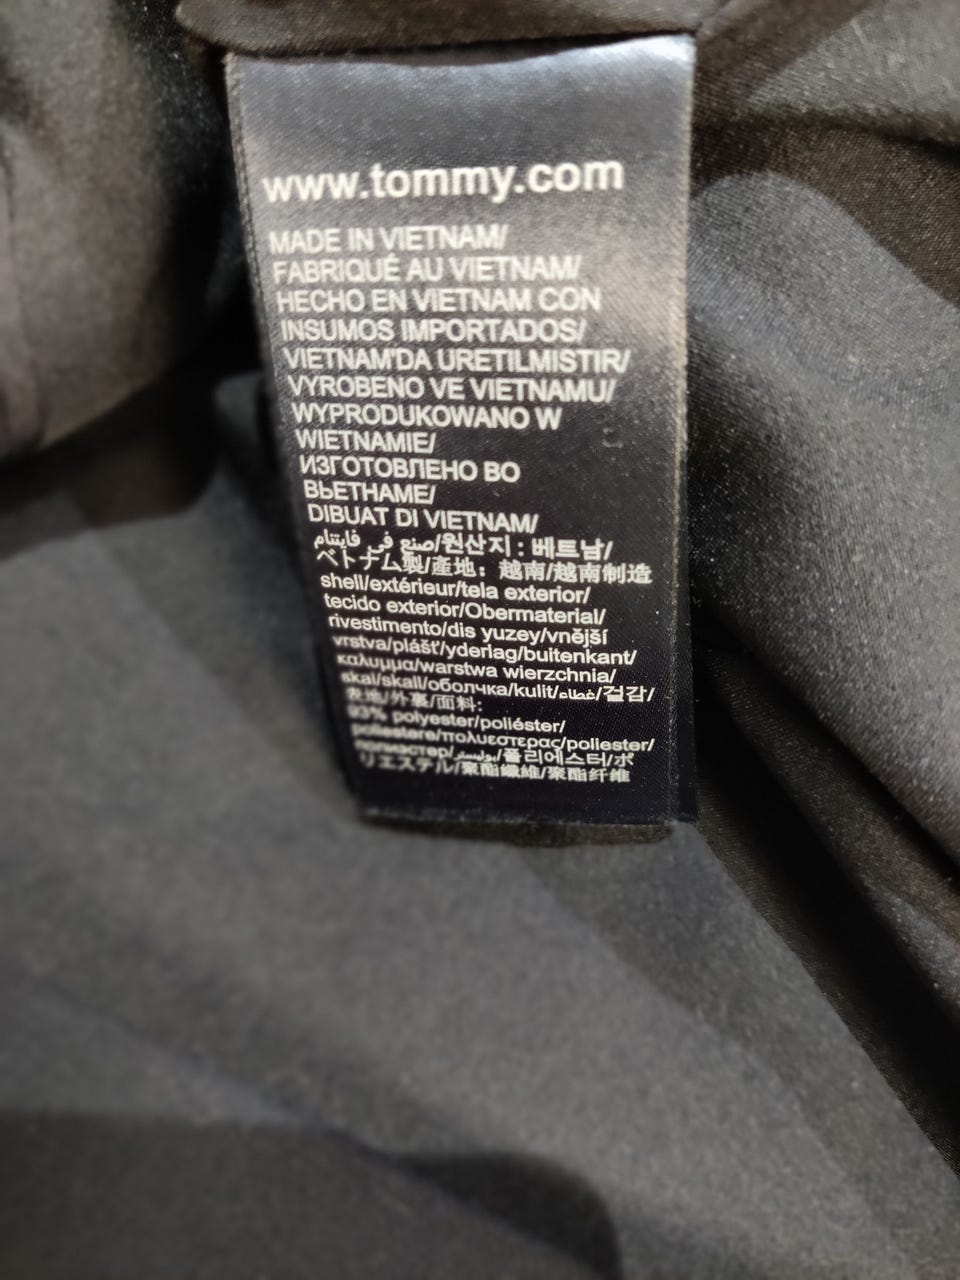 www.tommy.com
MADE IN VIETNAM/
FABRIQUÉ AU VIETNAM/
HECHO EN VIETNAM CON
INSUMOS IMPORTADOS/
VIETNAM'DA URETILMISTIR/
VYROBENO VE VIETNAMU/
WYPRODUKOWANO W
WIETNAMIE/
ИЗГОТОВЛЕНО ВО
ВЬЕТНАМЕ/
DIBUAT DI VIETNAM/
صنع في فايتنام/원산지 : 베트남/
ベトナム製/產地：越南/越南制造
shell/extérieur/tela exterior/
tecido exterior/Obermaterial/
rivestimento/dis yuzey/vnější
vrstva/plášť/yderlag/buitenkant/
καλυμμα/warstwa wierzchnia/
skal/skall/оболчка/kulit/غطاء/겉감/
表地/外裏/面料:
93% polyester/poliéster/
poliestere/πολυεστερας/poliester/
полиэстер/بوليستر/폴리에스터/ポ
リエステル/聚酯纖維/聚酯纤维